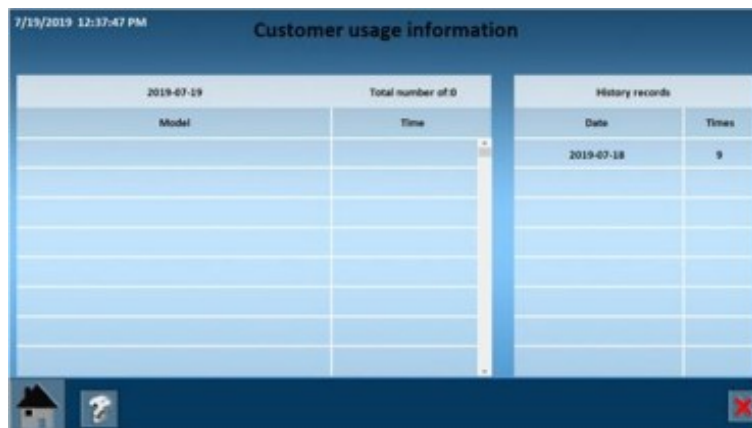 7/19/2019 12:37:47 PM
Customer usage information
2019-07-19 Total number of:0
Model Time
History records
Date Times
2019-07-18 9